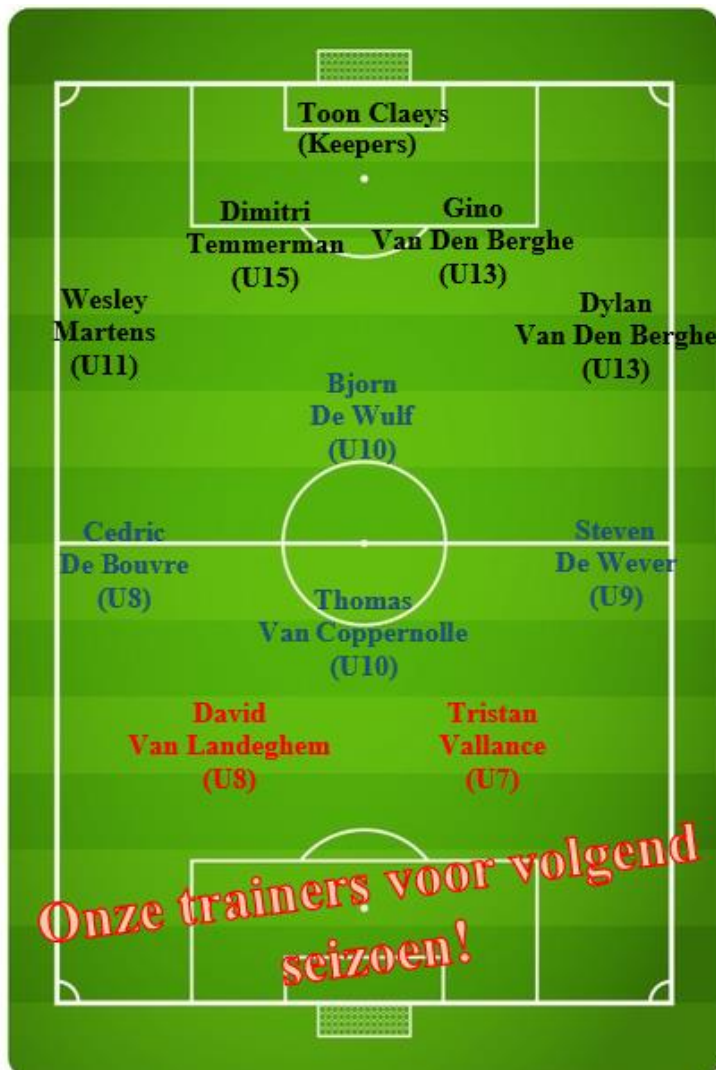 Toon Claeys
(Keepers)
Dimitri
Temmerman
(U15)
Gino
Van Den Berghe
(U13)
Wesley
Martens
(U11)
Dylan
Van Den Berghe
(U13)
Bjorn
De Wulf
(U10)
Cedric
De Bouvre
(U8)
Steven
De Wever
(U9)
Thomas
Van Coppernolle
(U10)
David
Van Landeghem
(U8)
Tristan
Vallance
(U7)
Onze trainers voor volgend
seizoen!